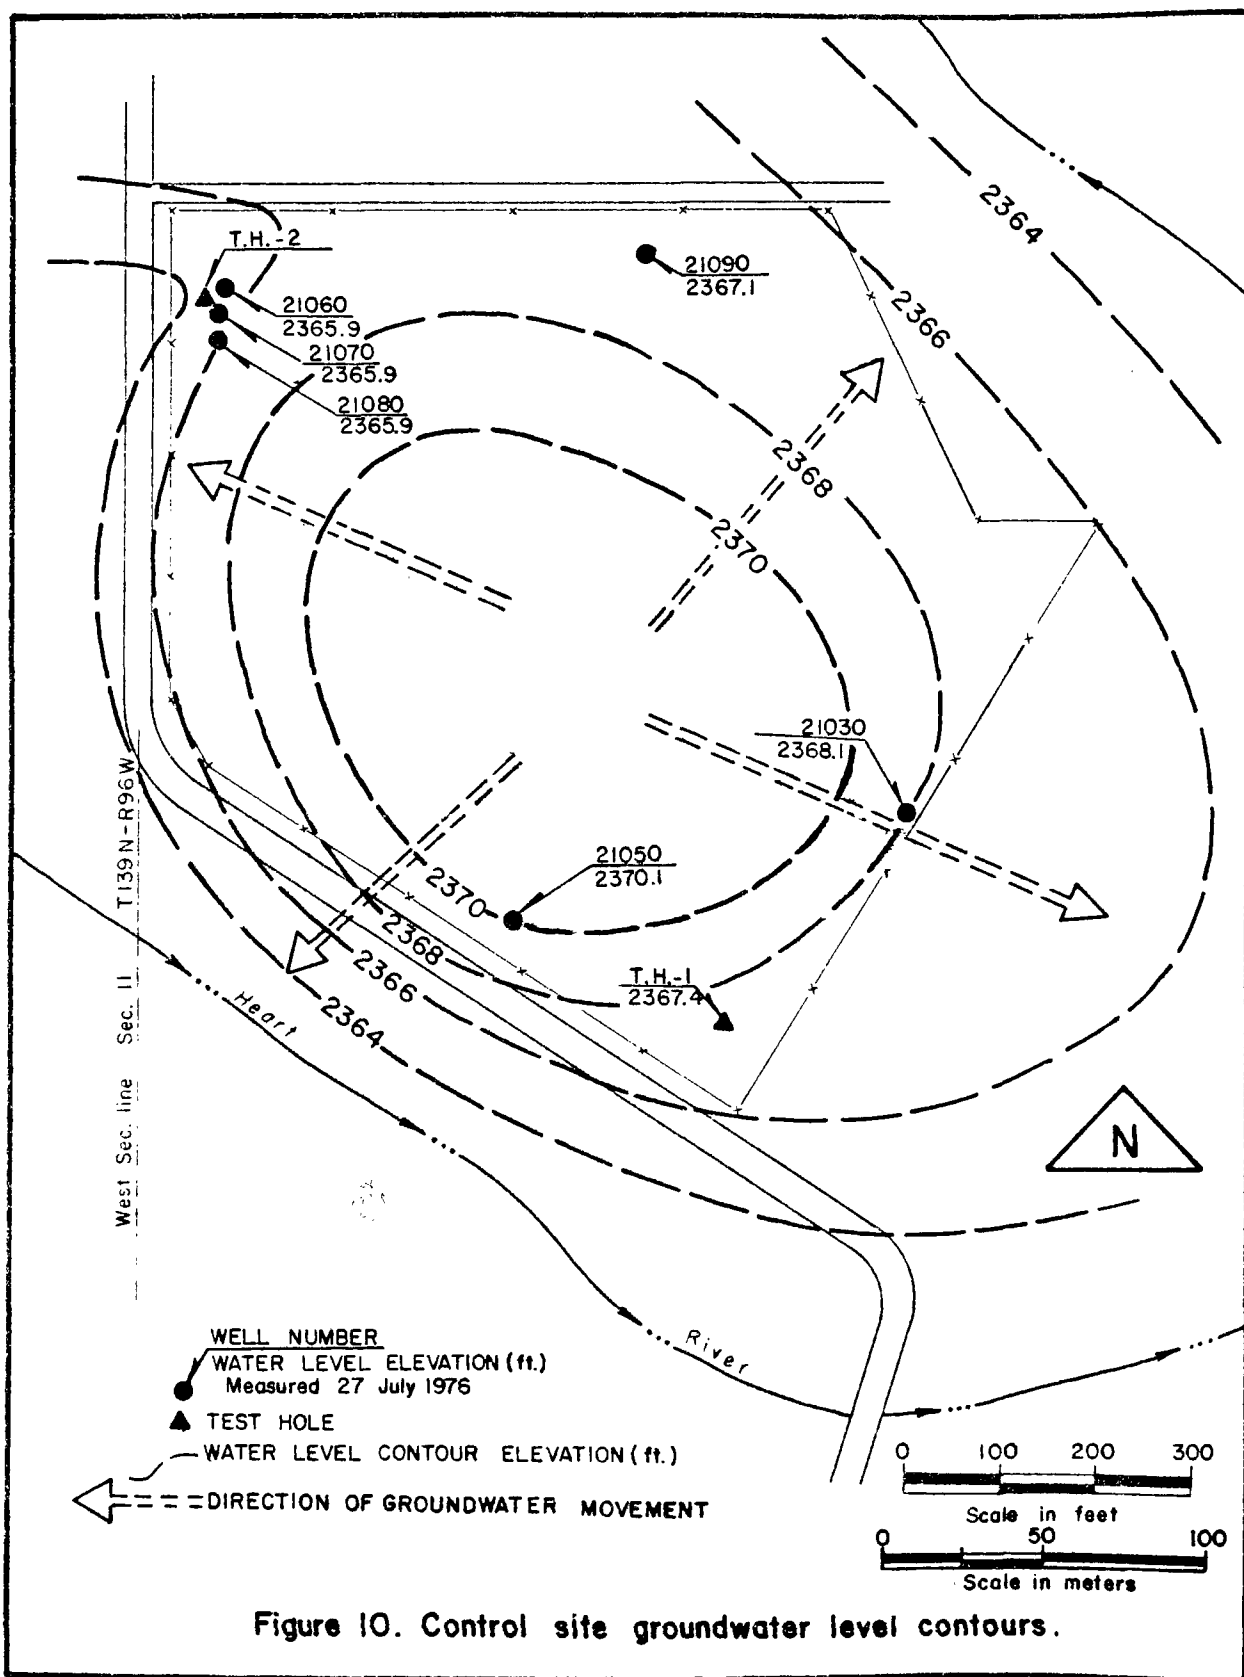 2364
T.H.-2
21090
2367.1
21060
2365.9
2366
21070
2365.9
21080
2365.9
2368
2370
21030
2368.1
West Sec. line Sec. 11 T139N-R96W
21050
2370.1
2370
2368
2366
2364
T.H.-1
2367.4
Heart
N
River
WELL NUMBER
WATER LEVEL ELEVATION (ft.)
Measured 27 July 1976
TEST HOLE
WATER LEVEL CONTOUR ELEVATION (ft.)
DIRECTION OF GROUNDWATER MOVEMENT
0 100 200 300
Scale in feet
0 50 100
Scale in meters
Figure 10. Control site groundwater level contours.